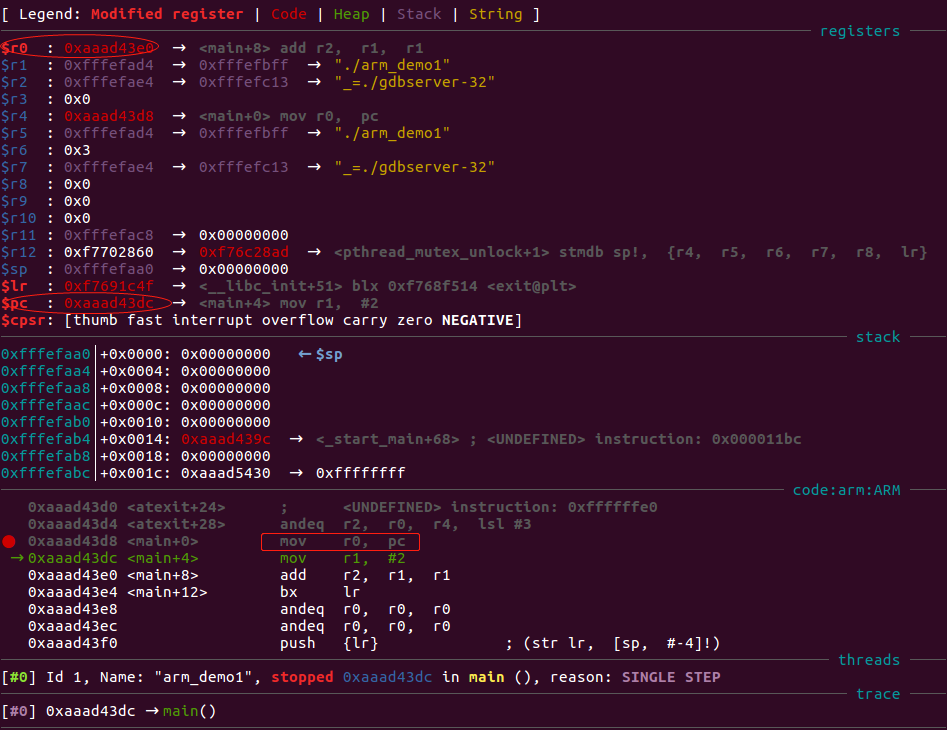 [ Legend: Modified register | Code | Heap | Stack | String ]
registers
$r0  : 0xaaad43e0  →  <main+8> add r2,  r1,  r1
$r1  : 0xfffefad4  →  0xfffefbff  →  "./arm_demo1"
$r2  : 0xfffefae4  →  0xfffefc13  →  "_=./gdbserver-32"
$r3  : 0x0
$r4  : 0xaaad43d8  →  <main+0> mov r0,  pc
$r5  : 0xfffefad4  →  0xfffefbff  →  "./arm_demo1"
$r6  : 0x3
$r7  : 0xfffefae4  →  0xfffefc13  →  "_=./gdbserver-32"
$r8  : 0x0
$r9  : 0x0
$r10 : 0x0
$r11 : 0xfffefac8  →  0x00000000
$r12 : 0xf7702860  →  0xf76c28ad  →  <pthread_mutex_unlock+1> stmdb sp!,  {r4,  r5,  r6,  r7,  r8,  lr}
$sp  : 0xfffefaa0  →  0x00000000
$lr  : 0xf7691c4f  →  <__libc_init+51> blx 0xf768f514 <exit@plt>
$pc  : 0xaaad43dc  →  <main+4> mov r1,  #2
$cpsr: [thumb fast interrupt overflow carry zero NEGATIVE]
stack
0xfffefaa0│+0x0000: 0x00000000   ←$sp
0xfffefaa4│+0x0004: 0x00000000
0xfffefaa8│+0x0008: 0x00000000
0xfffefaac│+0x000c: 0x00000000
0xfffefab0│+0x0010: 0x00000000
0xfffefab4│+0x0014: 0xaaad439c  →  <_start_main+68> ; <UNDEFINED> instruction: 0x000011bc
0xfffefab8│+0x0018: 0x00000000
0xfffefabc│+0x001c: 0xaaad5430  →  0xffffffff
code:arm:ARM
0xaaad43d0 <atexit+24>      ;      <UNDEFINED> instruction: 0xffffffe0
0xaaad43d4 <atexit+28>      andeq  r2,  r0,  r4,  lsl #3
0xaaad43d8 <main+0>         mov    r0,  pc
→0xaaad43dc <main+4>         mov    r1,  #2
0xaaad43e0 <main+8>         add    r2,  r1,  r1
0xaaad43e4 <main+12>        bx     lr
0xaaad43e8                  andeq  r0,  r0,  r0
0xaaad43ec                  andeq  r0,  r0,  r0
0xaaad43f0                  push   {lr}              ; (str lr,  [sp,  #-4]!)
threads
[#0] Id 1, Name: "arm_demo1", stopped 0xaaad43dc in main (), reason: SINGLE STEP
trace
[#0] 0xaaad43dc →main()